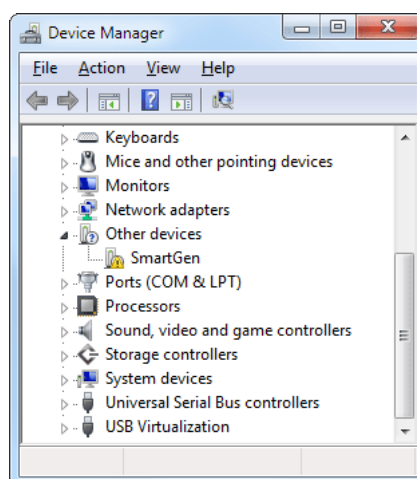 Device Manager
File Action View Help
Keyboards
Mice and other pointing devices
Monitors
Network adapters
Other devices
SmartGen
Ports (COM & LPT)
Processors
Sound, video and game controllers
Storage controllers
System devices
Universal Serial Bus controllers
USB Virtualization